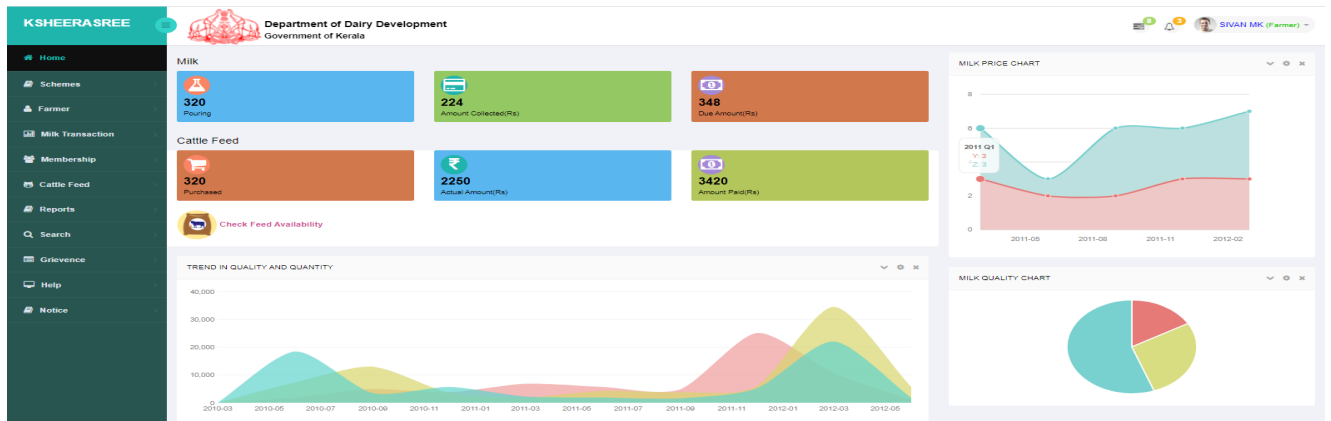 KSHEERASREE
Department of Dairy Development
Government of Kerala
0
3
SIVAN MK (Farmer)
Home
Schemes
Farmer
Milk Transaction
Membership
Cattle Feed
Reports
Search
Grievence
Help
Notice
Milk
320
Pouring
224
Amount Collected(Rs)
348
Due Amount(Rs)
Cattle Feed
320
Purchased
2250
Actual Amount(Rs)
3420
Amount Paid(Rs)
Check Feed Availability
TREND IN QUALITY AND QUANTITY
40,000
30,000
20,000
10,000
0
2010-03 2010-05 2010-07 2010-09 2010-11 2011-01 2011-03 2011-05 2011-07 2011-09 2011-11 2012-01 2012-03 2012-05
MILK PRICE CHART
8
6
2
0
2011 Q1
Y: 3
Z: 3
2011-05 2011-08 2011-11 2012-02
MILK QUALITY CHART